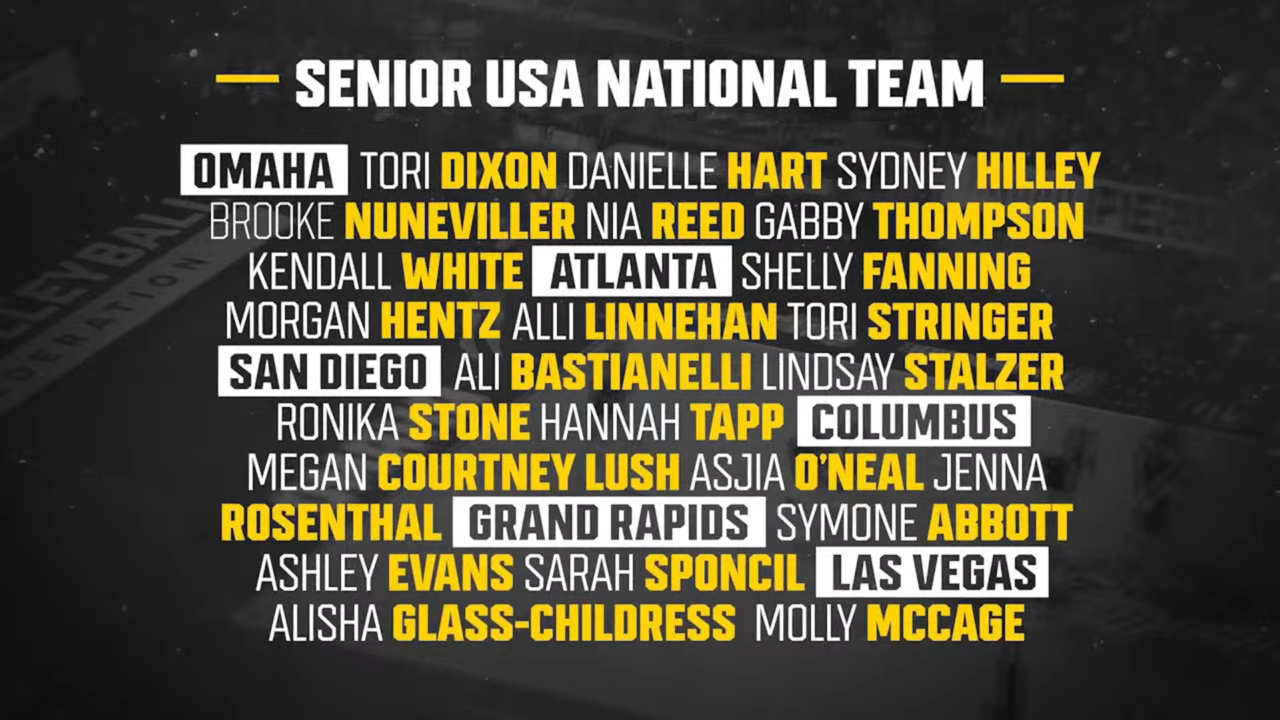 SENIOR USA NATIONAL TEAM
OMAHA TORI DIXON DANIELLE HART SYDNEY HILLEY
BROOKE NUNEVILLER NIA REED GABBY THOMPSON
KENDALL WHITE ATLANTA SHELLY FANNING
MORGAN HENTZ ALLI LINNEHAN TORI STRINGER
SAN DIEGO ALI BASTIANELLI LINDSAY STALZER
RONIKA STONE HANNAH TAPP COLUMBUS
MEGAN COURTNEY LUSH ASJIA O'NEAL JENNA
ROSENTHAL GRAND RAPIDS SYMONE ABBOTT
ASHLEY EVANS SARAH SPONCIL LAS VEGAS
ALISHA GLASS-CHILDRESS MOLLY MCCAGE